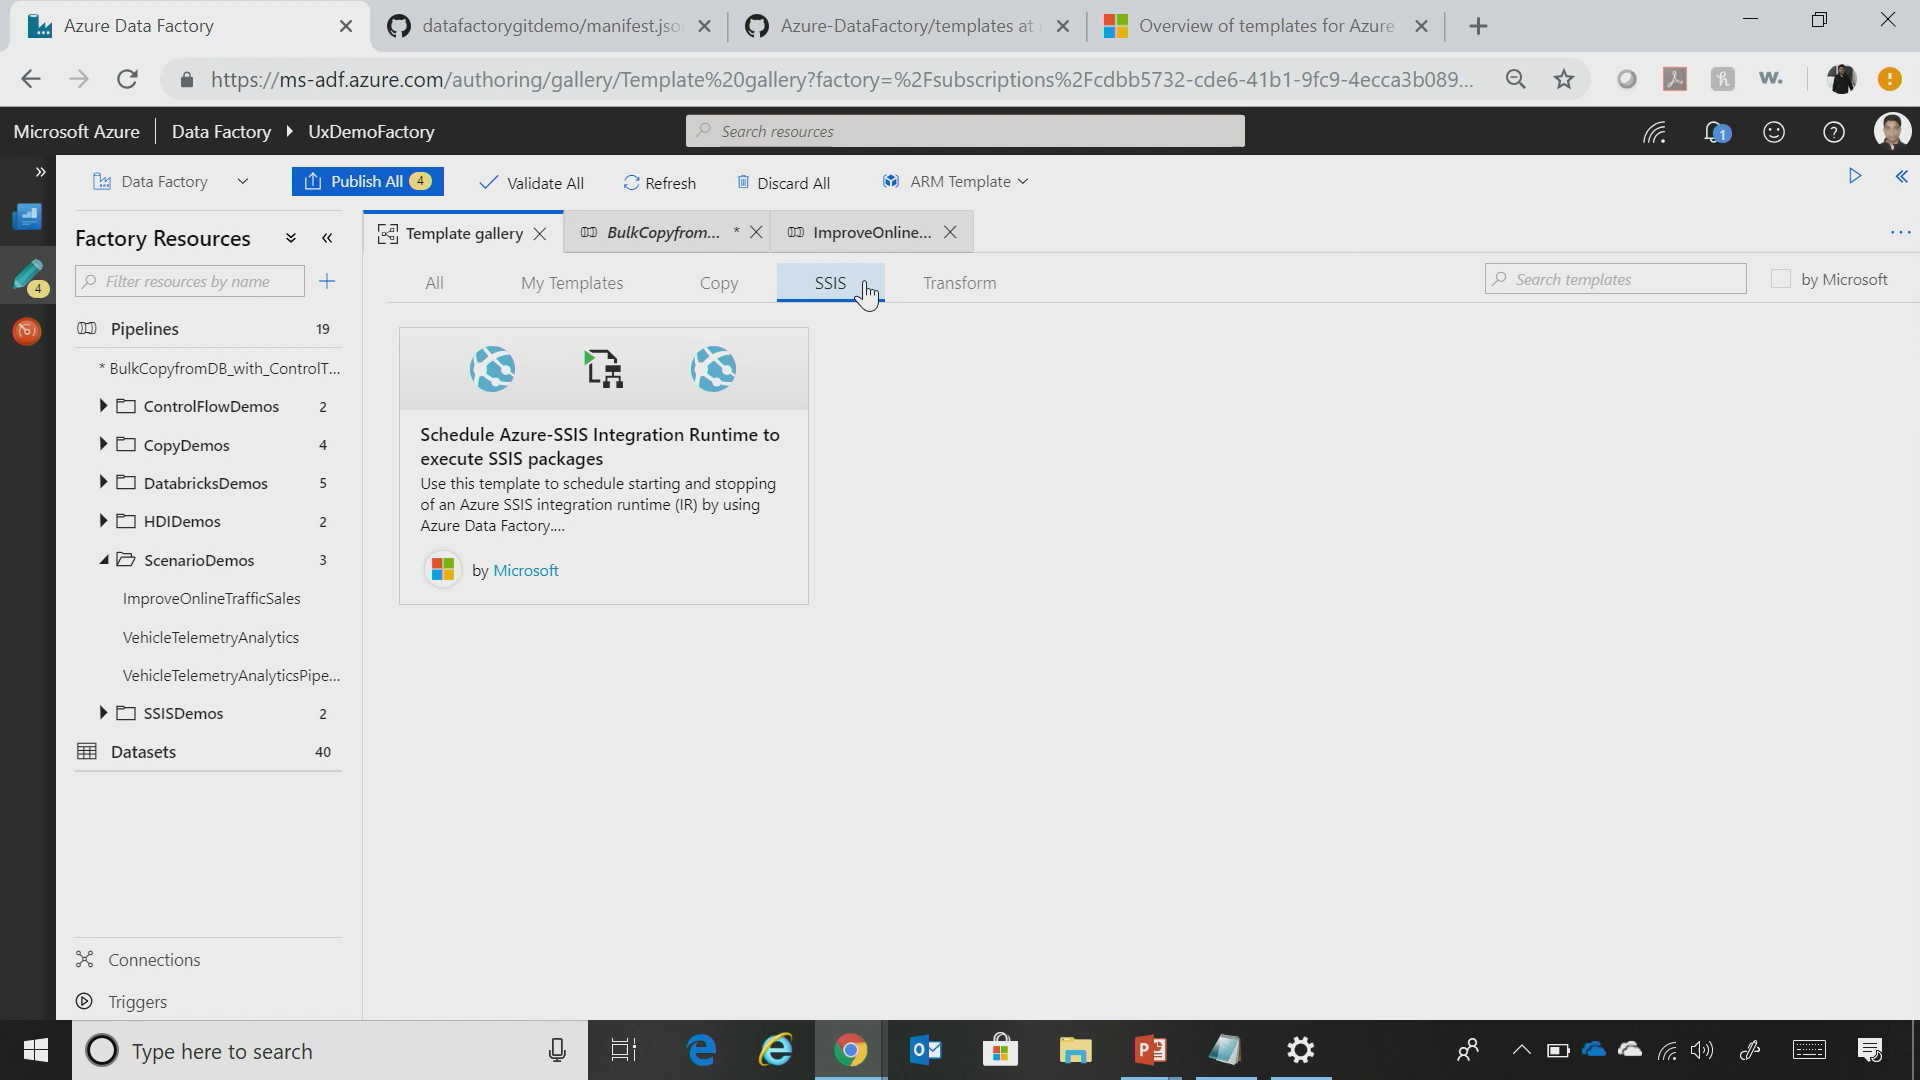 Azure Data Factory
datafactorygitdemo/manifest.jso
Azure-DataFactory/templates at
Overview of templates for Azure
https://ms-adf.azure.com/authoring/gallery/Template%20gallery?factory=%2Fsubscriptions%2Fcdbb5732-cde6-41b1-9fc9-4ecca3b089...
Microsoft Azure
Data Factory
UxDemoFactory
Search resources
1
Data Factory
Publish All 4
Validate All
Refresh
Discard All
ARM Template
Factory Resources
Template gallery
BulkCopyfrom... *
ImproveOnline...
...
4
Filter resources by name
All
My Templates
Copy
SSIS
Transform
Search templates
by Microsoft
Pipelines 19
* BulkCopyfromDB_with_ControlT...
ControlFlowDemos 2
CopyDemos 4
DatabricksDemos 5
HDIDemos 2
ScenarioDemos 3
ImproveOnlineTrafficSales
VehicleTelemetryAnalytics
VehicleTelemetryAnalyticsPipe...
SSISDemos 2
Datasets 40
Connections
Triggers
Schedule Azure-SSIS Integration Runtime to
execute SSIS packages
Use this template to schedule starting and stopping
of an Azure SSIS integration runtime (IR) by using
Azure Data Factory....
by Microsoft
Type here to search